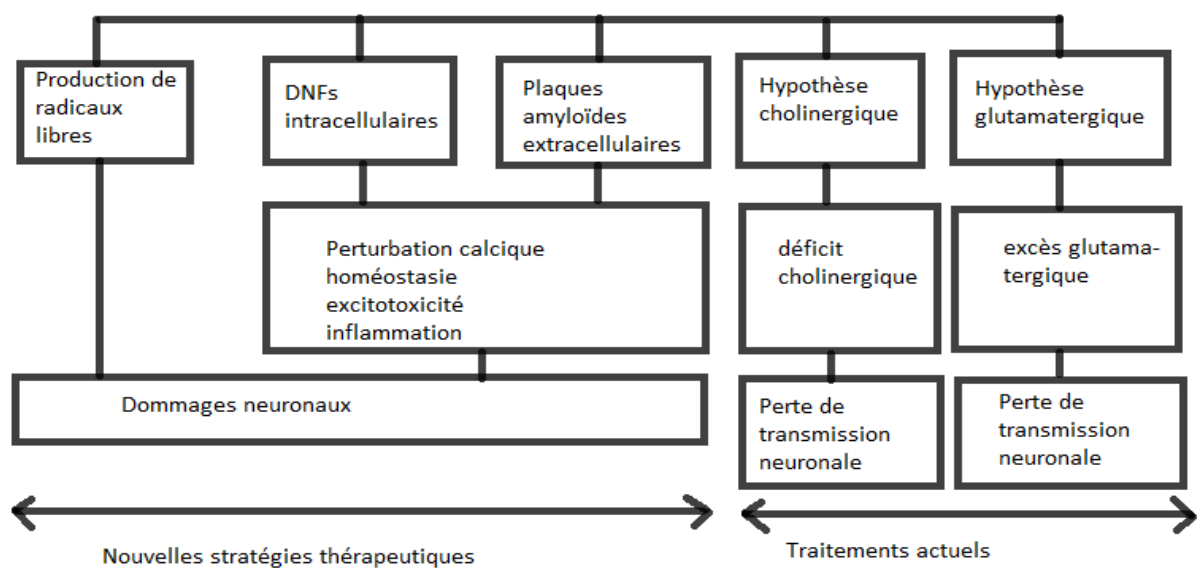 Production de
radicaux
libres
DNFs
intracellulaires
Plaques
amyloïdes
extracellulaires
Hypothèse
cholinergique
Hypothèse
glutamatergique
Perturbation calcique
homéostasie
excitotoxicité
inflammation
déficit
cholinergique
excès glutama-
tergique
Dommages neuronaux
Perte de
transmission
neuronale
Perte de
transmission
neuronale
Nouvelles stratégies thérapeutiques
Traitements actuels